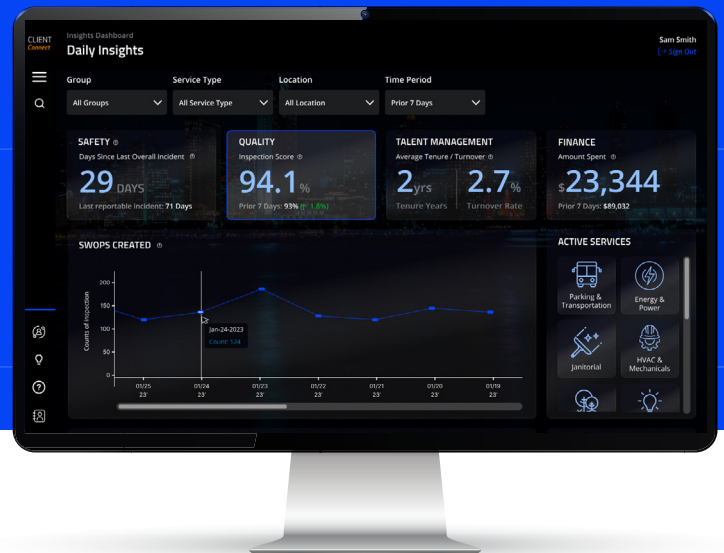 CLIENT
Connect
Insights Dashboard
Daily Insights
Sam Smith
Sign Out
Group
Service Type
Location
Time Period
All Groups
All Service Type
All Location
Prior 7 Days
SAFETY
Days Since Last Overall Incident
29 DAYS
Last reportable Incident: 71 Days
QUALITY
Inspection Score
94.1%
Prior 7 Days: 93% (↑ 1.8%)
TALENT MANAGEMENT
Average Tenure / Turnover
2yrs
Tenure Years
2.7%
Turnover Rate
FINANCE
Amount Spent
$23,344
Prior 7 Days: $89,032
SWOPS CREATED
Counts of Inspection
200
150
100
50
0
Jan-24-2023
Count: 124
01/25
23'
01/24
23'
01/23
23'
01/22
23'
01/21
23'
01/20
23'
01/19
23'
ACTIVE SERVICES
Parking &
Transportation
Energy &
Power
Janitorial
HVAC &
Mechanicals